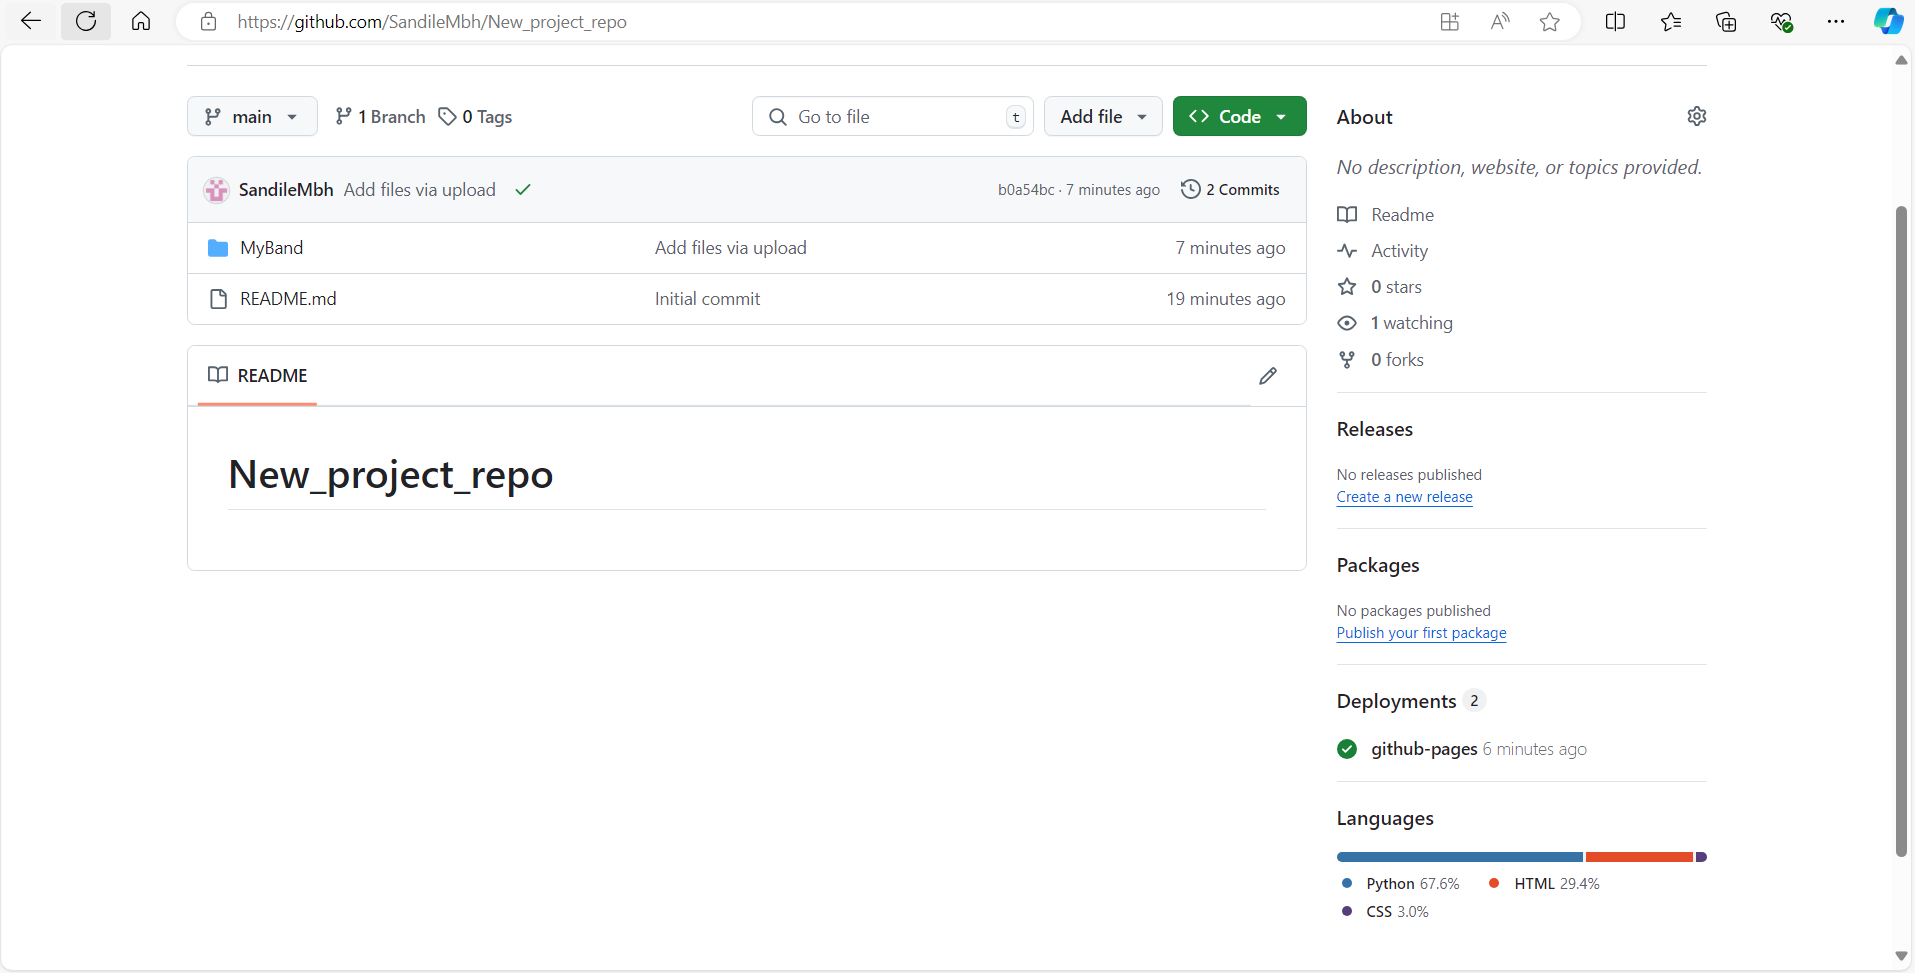 https://github.com/SandileMbh/New_project_repo
main 1 Branch 0 Tags Go to file t Add file Code
SandileMbh Add files via upload b0a54bc · 7 minutes ago 2 Commits
MyBand Add files via upload 7 minutes ago
README.md Initial commit 19 minutes ago
README
New_project_repo
About
No description, website, or topics provided.
Readme
Activity
0 stars
1 watching
0 forks
Releases
No releases published
Create a new release
Packages
No packages published
Publish your first package
Deployments 2
github-pages 6 minutes ago
Languages
Python 67.6% HTML 29.4%
CSS 3.0%